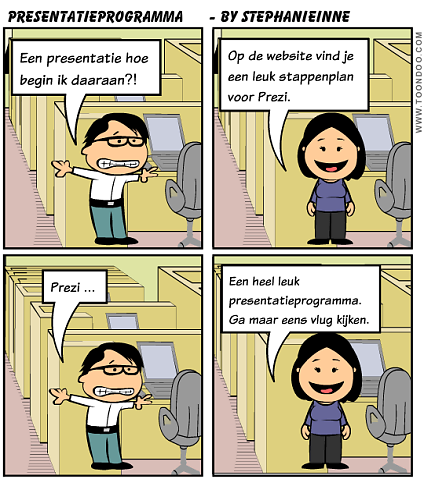 PRESENTATIEPROGRAMMA - BY STEPHANIEINNE
Een presentatie hoe
begin ik daaraan?!
Op de website vind je
een leuk stappenplan
voor Prezi.
Prezi ...
Een heel leuk
presentatieprogramma.
Ga maar eens vlug kijken.
WWW.TOONDOO.COM